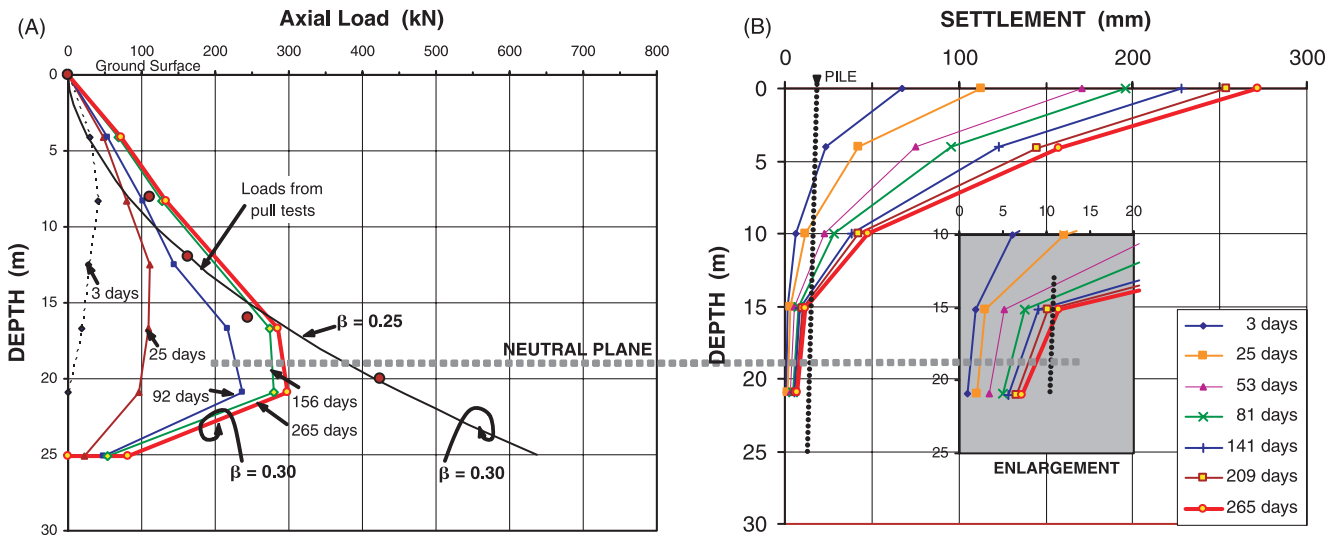 (A)
Axial Load (kN)
0 100 200 300 400 500 600 700 800
Ground Surface
0
5
10
15
20
25
30
DEPTH (m)
Loads from
pull tests
3 days
β = 0.25
25 days
NEUTRAL PLANE
92 days
156 days
265 days
β = 0.30
β = 0.30
(B)
SETTLEMENT (mm)
0 100 200 300
PILE
0
5
10
15
20
25
30
DEPTH (m)
0 5 10 15 20
10
15
20
25
ENLARGEMENT
3 days
25 days
53 days
81 days
141 days
209 days
265 days